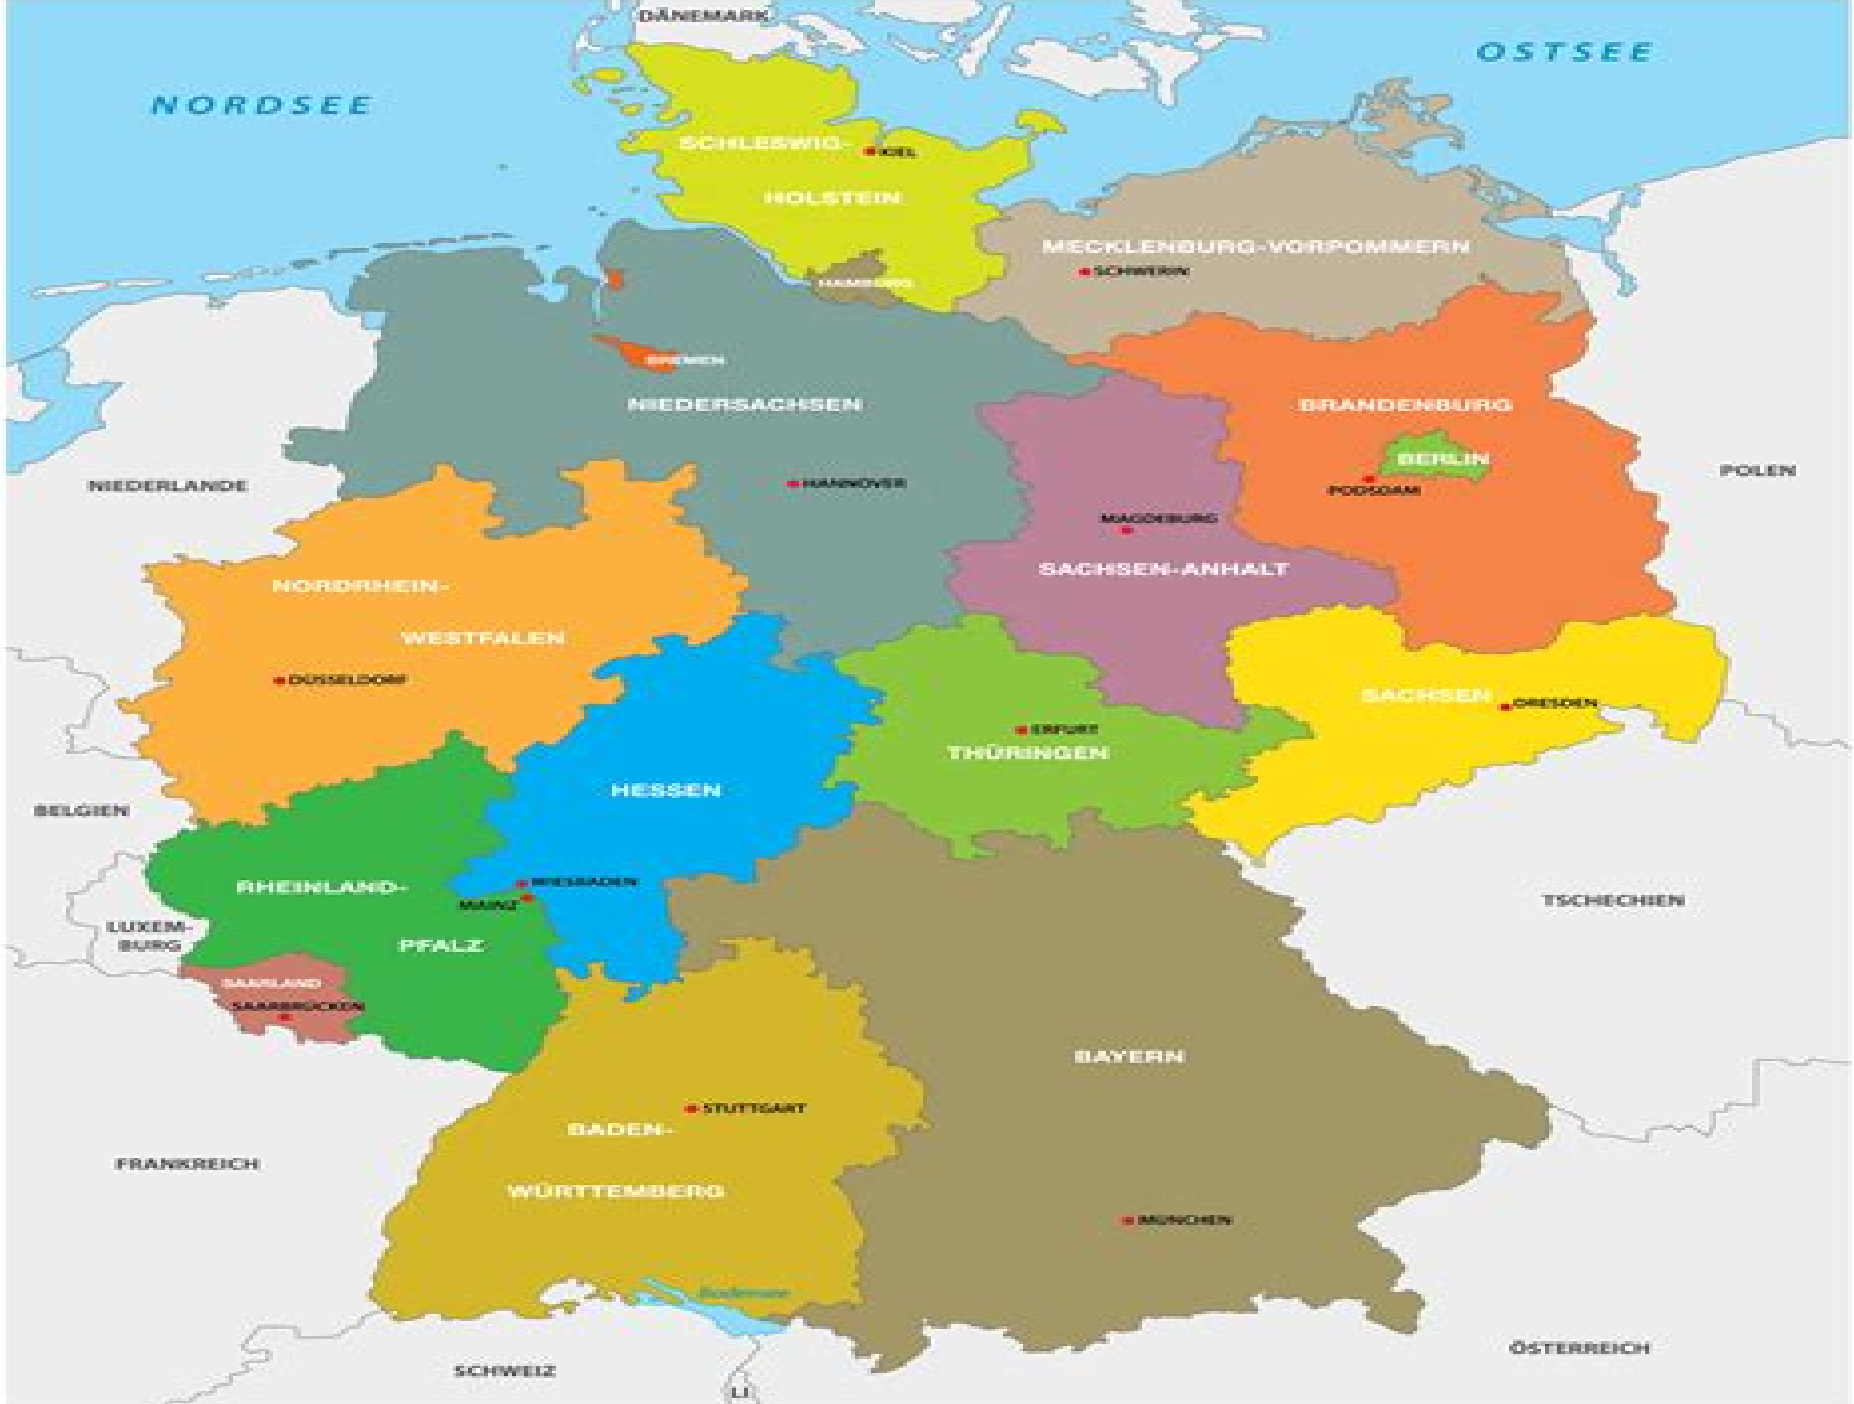 DÄNEMARK
OSTSEE
NORDSEE
SCHLESWIG-
KIEL
HOLSTEIN
MECKLENBURG-VORPOMMERN
SCHWERIN
HAMBURG
BREMEN
NIEDERSACHSEN
BRANDENBURG
BERLIN
POLEN
NIEDERLANDE
HANNOVER
PODSDAM
MAGDEBURG
SACHSEN-ANHALT
NORDRHEIN-
WESTFALEN
DÜSSELDORF
SACHSEN
DRESDEN
ERFURT
THÜRINGEN
HESSEN
BELGIEN
RHEINLAND-
WIESBADEN
MAINZ
TSCHECHIEN
LUXEM-
BURG
PFALZ
SAARLAND
SAARBRÜCKEN
BAYERN
STUTTGART
BADEN-
FRANKREICH
WÜRTTEMBERG
MÜNCHEN
Bodensee
ÖSTERREICH
SCHWEIZ
LI